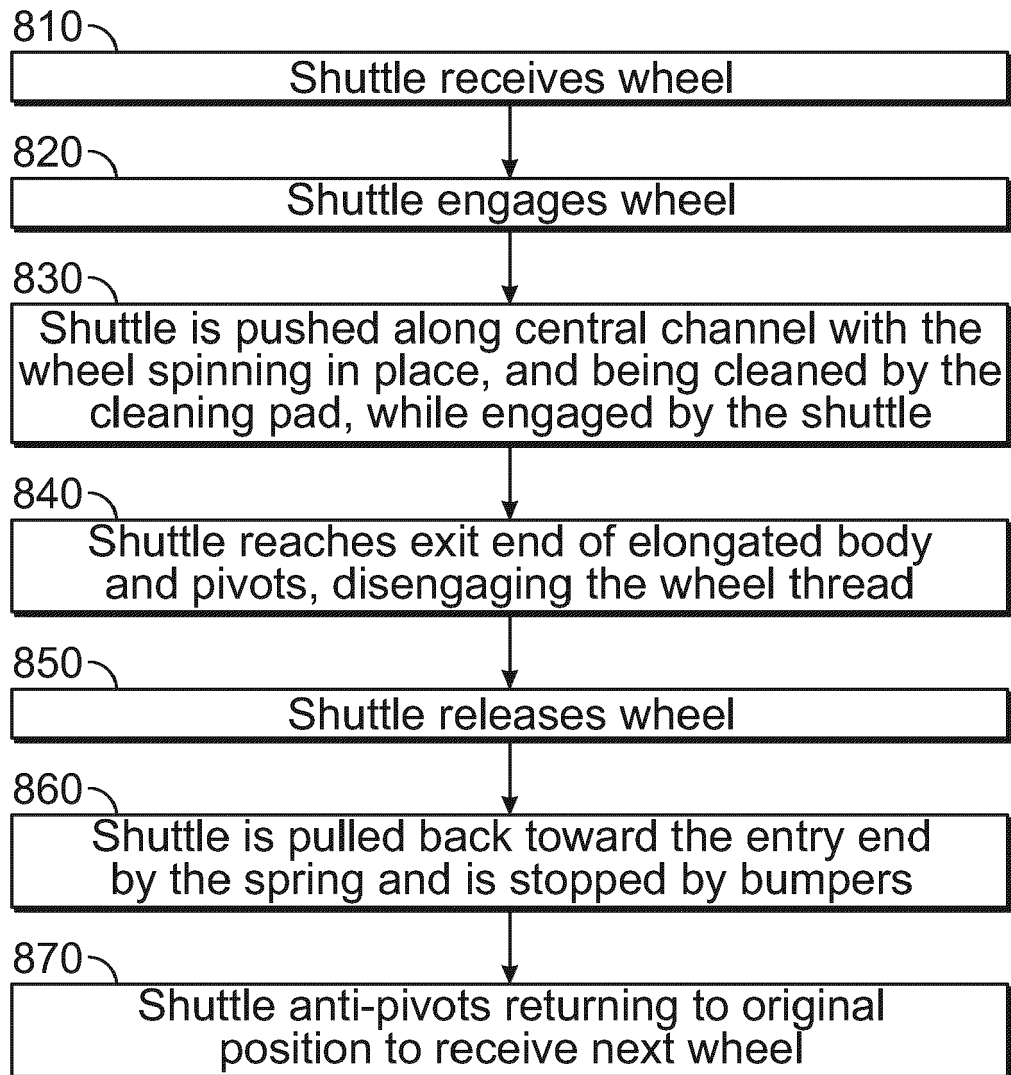 810
Shuttle receives wheel
820
Shuttle engages wheel
830
Shuttle is pushed along central channel with the
wheel spinning in place, and being cleaned by the
cleaning pad, while engaged by the shuttle
840
Shuttle reaches exit end of elongated body
and pivots, disengaging the wheel thread
850
Shuttle releases wheel
860
Shuttle is pulled back toward the entry end
by the spring and is stopped by bumpers
870
Shuttle anti-pivots returning to original
position to receive next wheel